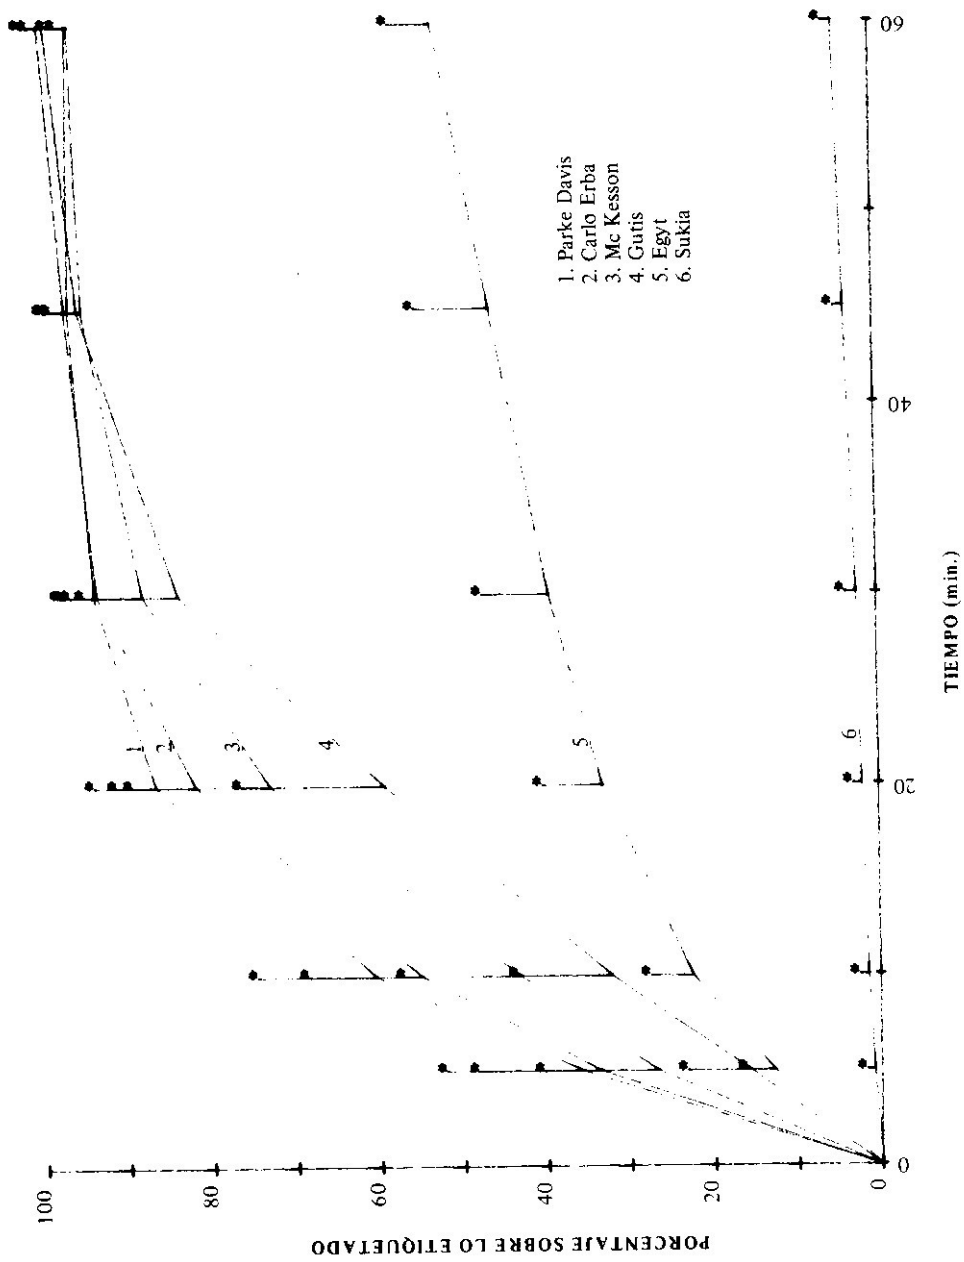 PORCENTAJE SOBRE LO ETIQUETADO
100
80
60
40
20
0
1
2
3
4
5
6
1. Parke Davis
2. Carlo Erba
3. Mc Kesson
4. Gutis
5. Egyt
6. Sukia
0
20
40
60
TIEMPO (min.)